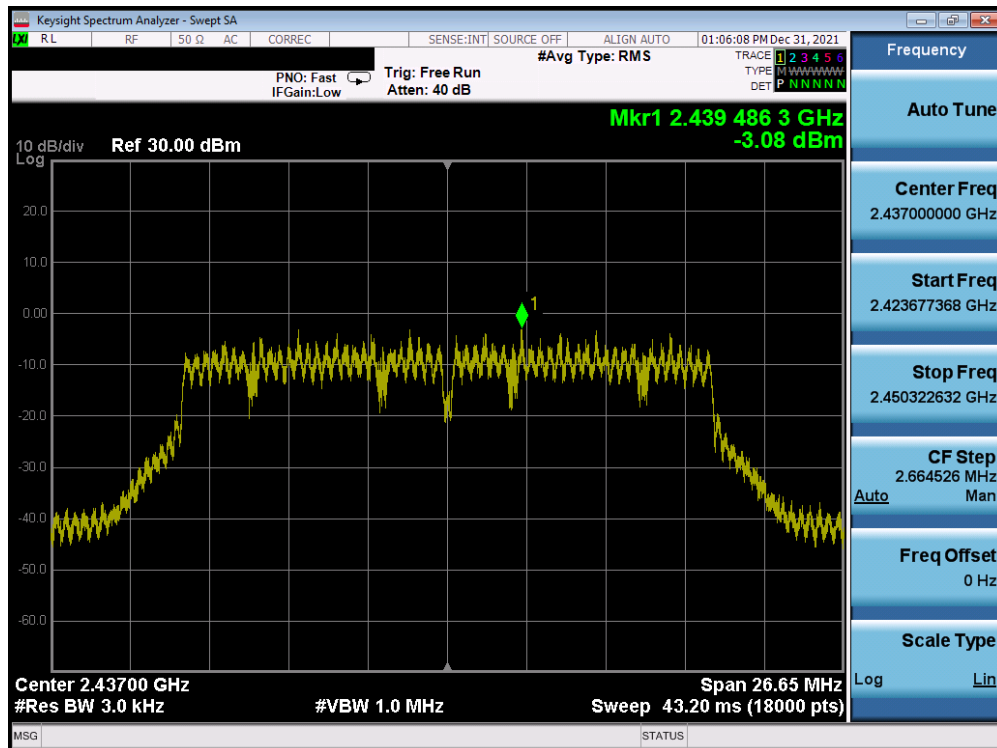 Keysight Spectrum Analyzer - Swept SA
LXI RL RF 50 Ω AC CORREC SENSE:INT SOURCE OFF ALIGN AUTO 01:06:08 PM Dec 31, 2021
#Avg Type: RMS
TRACE 1 2 3 4 5 6
PNO: Fast Trig: Free Run TYPE M WWWWWW
IFGain:Low Atten: 40 dB DET P N N N N N
Mkr1 2.439 486 3 GHz
-3.08 dBm
10 dB/div Ref 30.00 dBm
Log
20.0
10.0
0.00
1
-10.0
-20.0
-30.0
-40.0
-50.0
-60.0
Center 2.43700 GHz Span 26.65 MHz
#Res BW 3.0 kHz #VBW 1.0 MHz Sweep 43.20 ms (18000 pts)
MSG STATUS
Frequency
Auto Tune
Center Freq
2.437000000 GHz
Start Freq
2.423677368 GHz
Stop Freq
2.450322632 GHz
CF Step
2.664526 MHz
Auto Man
Freq Offset
0 Hz
Scale Type
Log Lin